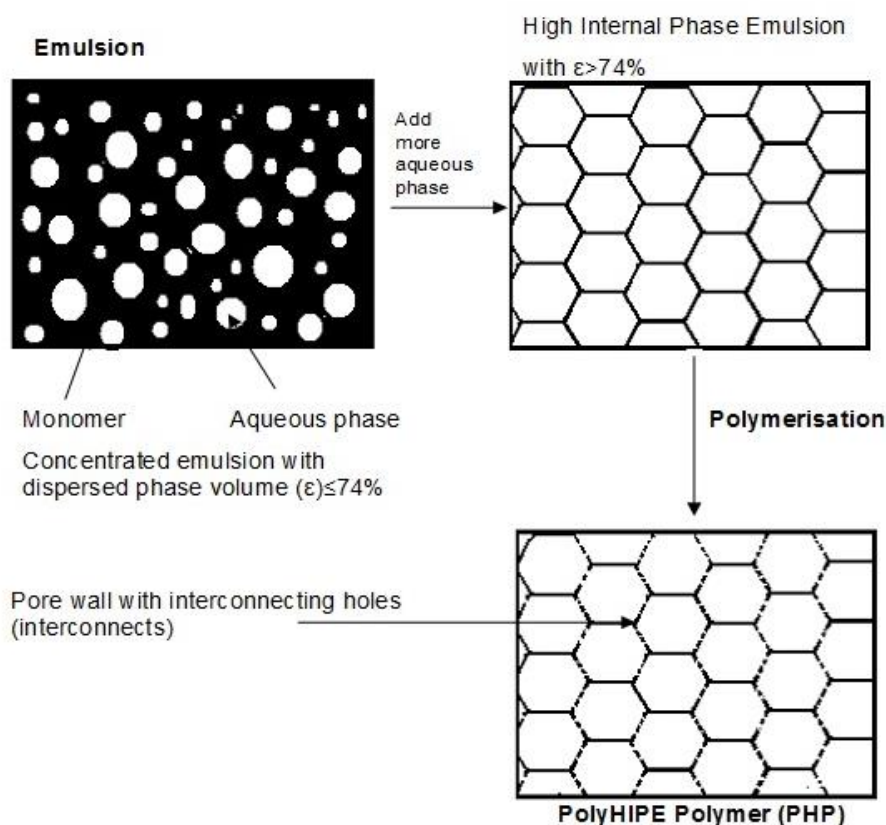 Emulsion
High Internal Phase Emulsion
with ε>74%
Add
more
aqueous
phase
Monomer
Aqueous phase
Concentrated emulsion with
dispersed phase volume (ε)≤74%
Polymerisation
Pore wall with interconnecting holes
(interconnects)
PolyHIPE Polymer (PHP)